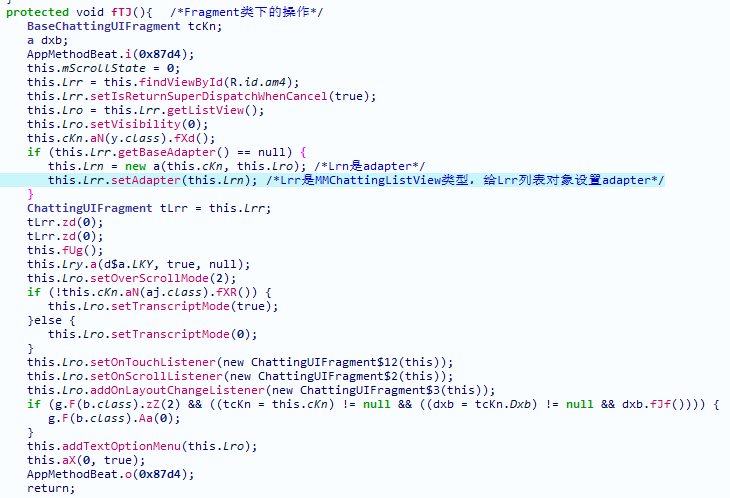 protected void fTJ(){  /*Fragment类下的操作*/
   BaseChattingUIFragment tcKn;
   a dxb;
   AppMethodBeat.i(0x87d4);
   this.mScrollState = 0;
   this.Lrr = this.findViewById(R.id.am4);
   this.Lrr.setIsReturnSuperDispatchWhenCancel(true);
   this.Lro = this.Lrr.getListView();
   this.Lro.setVisibility(0);
   this.cKn.aN(y.class).fXd();
   if (this.Lrr.getBaseAdapter() == null) {
      this.Lrn = new a(this.cKn, this.Lro); /*Lrn是adapter*/
      this.Lrr.setAdapter(this.Lrn); /*Lrr是MMChattingListView类型，给Lrr列表对象设置adapter*/
   }
   ChattingUIFragment tLrr = this.Lrr;
   tLrr.zd(0);
   tLrr.zd(0);
   this.fUg();
   this.Lry.a(d$a.LKY, true, null);
   this.Lro.setOverScrollMode(2);
   if (!this.cKn.aN(aj.class).fXR()) {
      this.Lro.setTranscriptMode(true);
   }else {
      this.Lro.setTranscriptMode(0);
   }
   this.Lro.setOnTouchListener(new ChattingUIFragment$12(this));
   this.Lro.setOnScrollListener(new ChattingUIFragment$2(this));
   this.Lro.addOnLayoutChangeListener(new ChattingUIFragment$3(this));
   if (g.F(b.class).zZ(2) && ((tcKn = this.cKn) != null && ((dxb = tcKn.Dxb) != null && dxb.fJf()))) {
      g.F(b.class).Aa(0);
   }
   this.addTextOptionMenu(this.Lro);
   this.aX(0, true);
   AppMethodBeat.o(0x87d4);
   return;